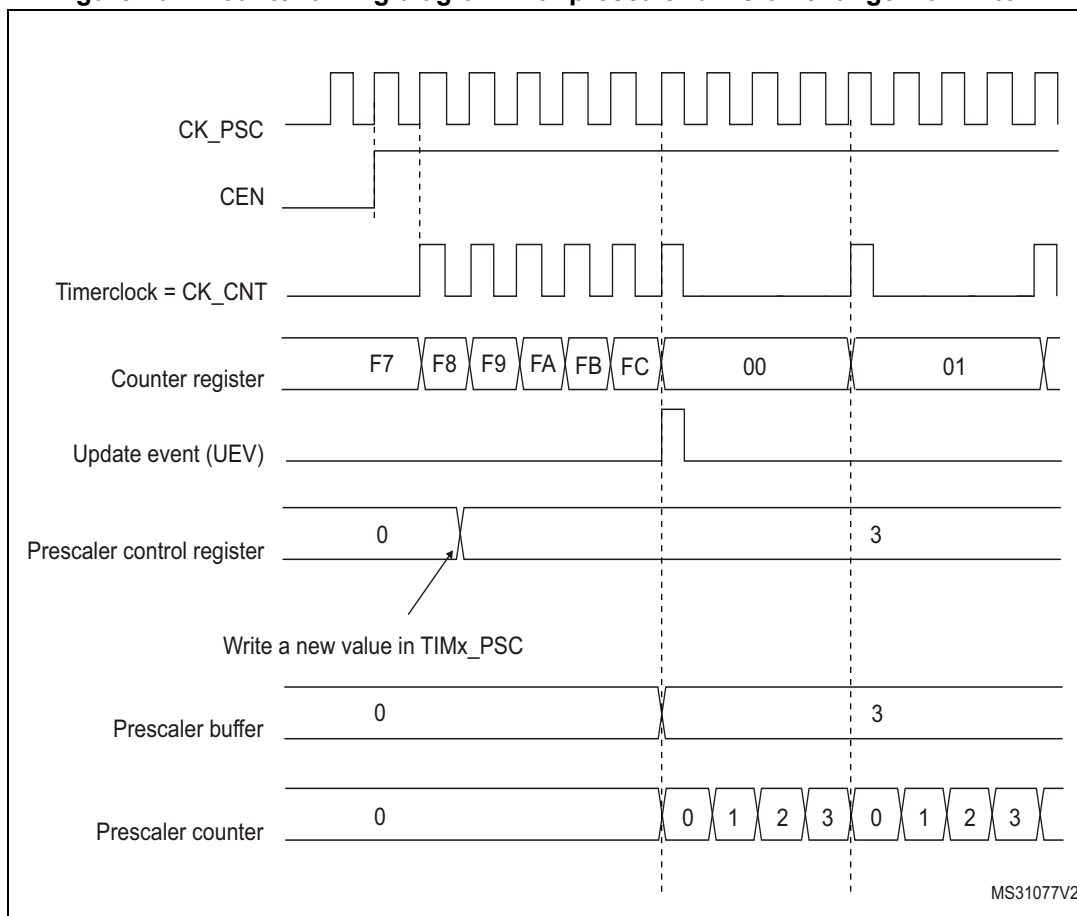 CK_PSC
CEN
Timerclock = CK_CNT
Counter register
F7 F8 F9 FA FB FC 00 01
Update event (UEV)
Prescaler control register
0 3
Write a new value in TIMx_PSC
Prescaler buffer
0 3
Prescaler counter
0 0 1 2 3 0 1 2 3
MS31077V2